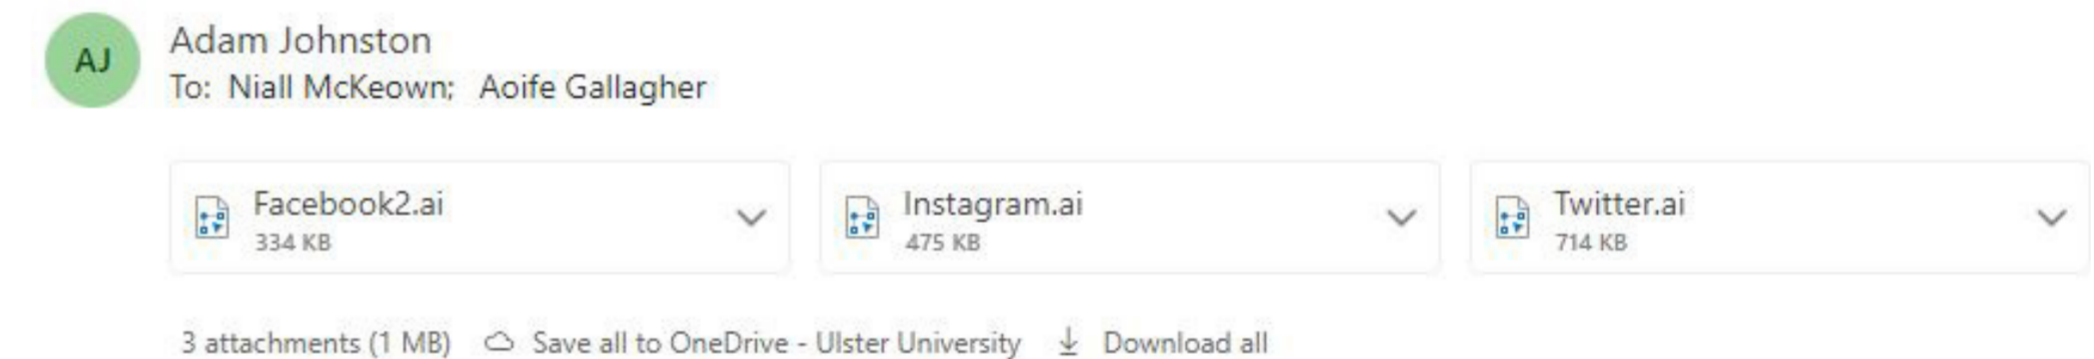 AJ
Adam Johnston
To: Niall McKeown; Aoife Gallagher
Facebook2.ai
334 KB
Instagram.ai
475 KB
Twitter.ai
714 KB
3 attachments (1 MB) Save all to OneDrive - Ulster University Download all